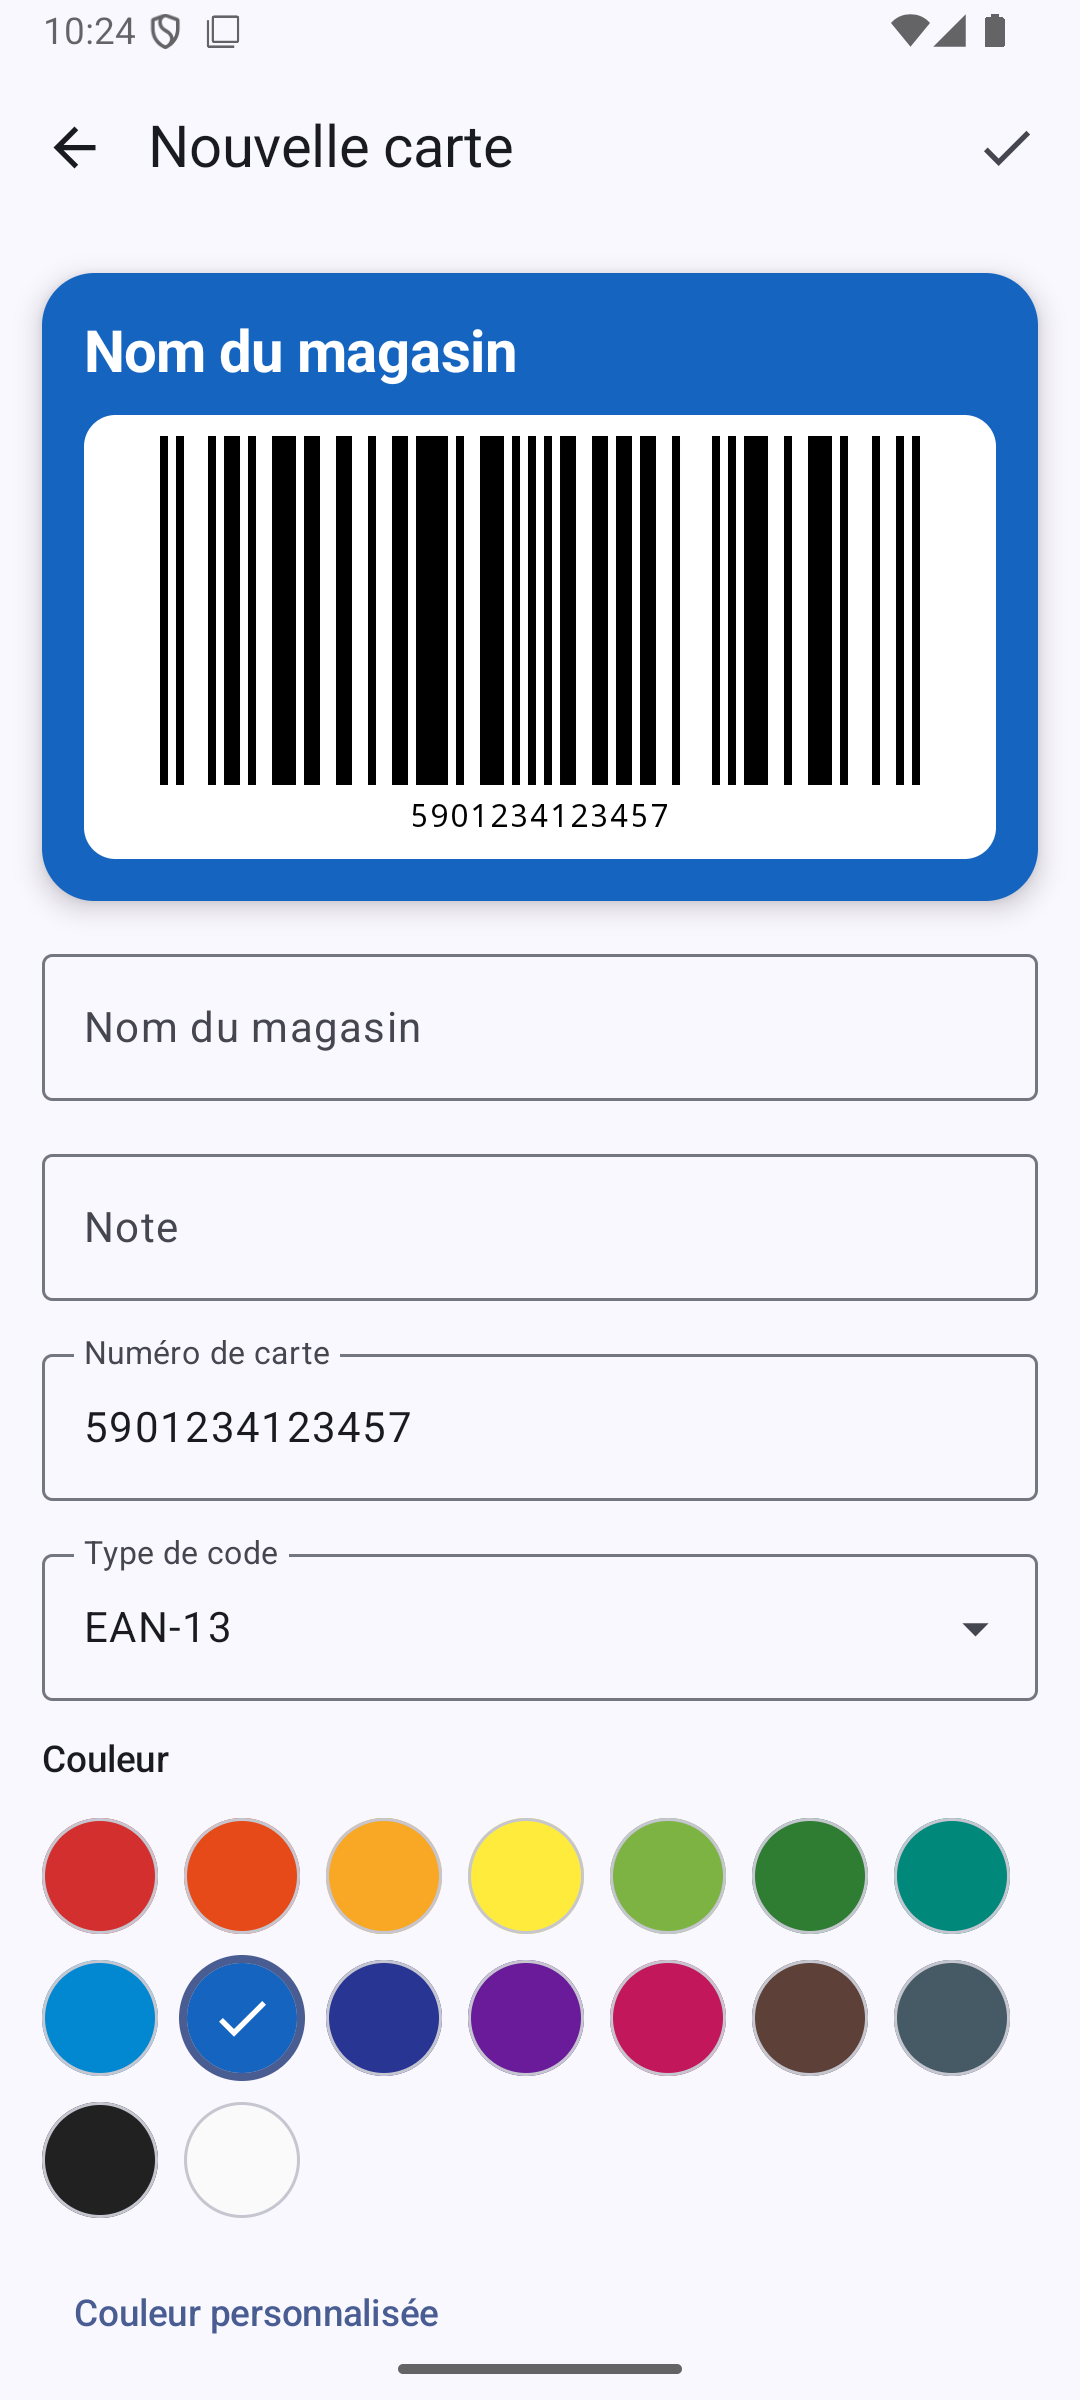 10:24
Nouvelle carte
Nom du magasin
5901234123457
Nom du magasin
Note
Numéro de carte
5901234123457
Type de code
EAN-13
Couleur
Couleur personnalisée